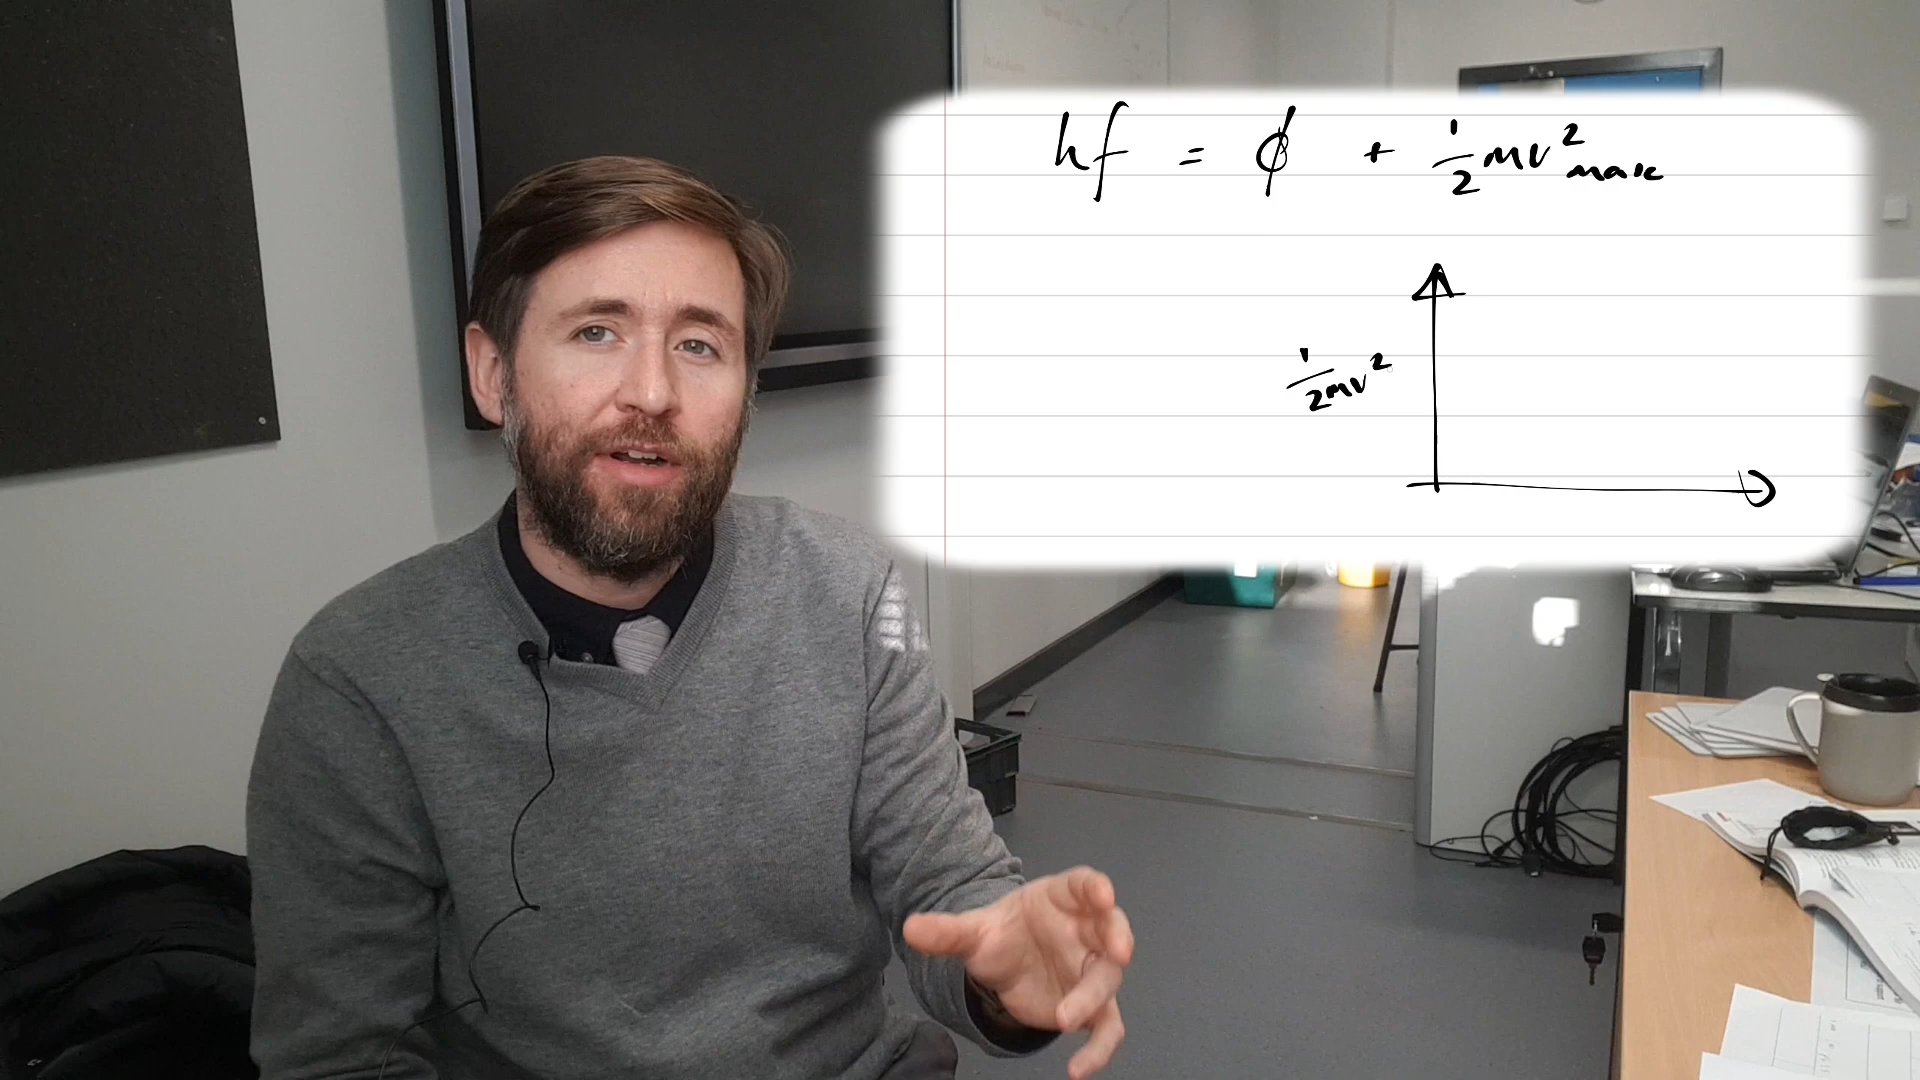 hf = ϕ + ½mv²max
½mv²